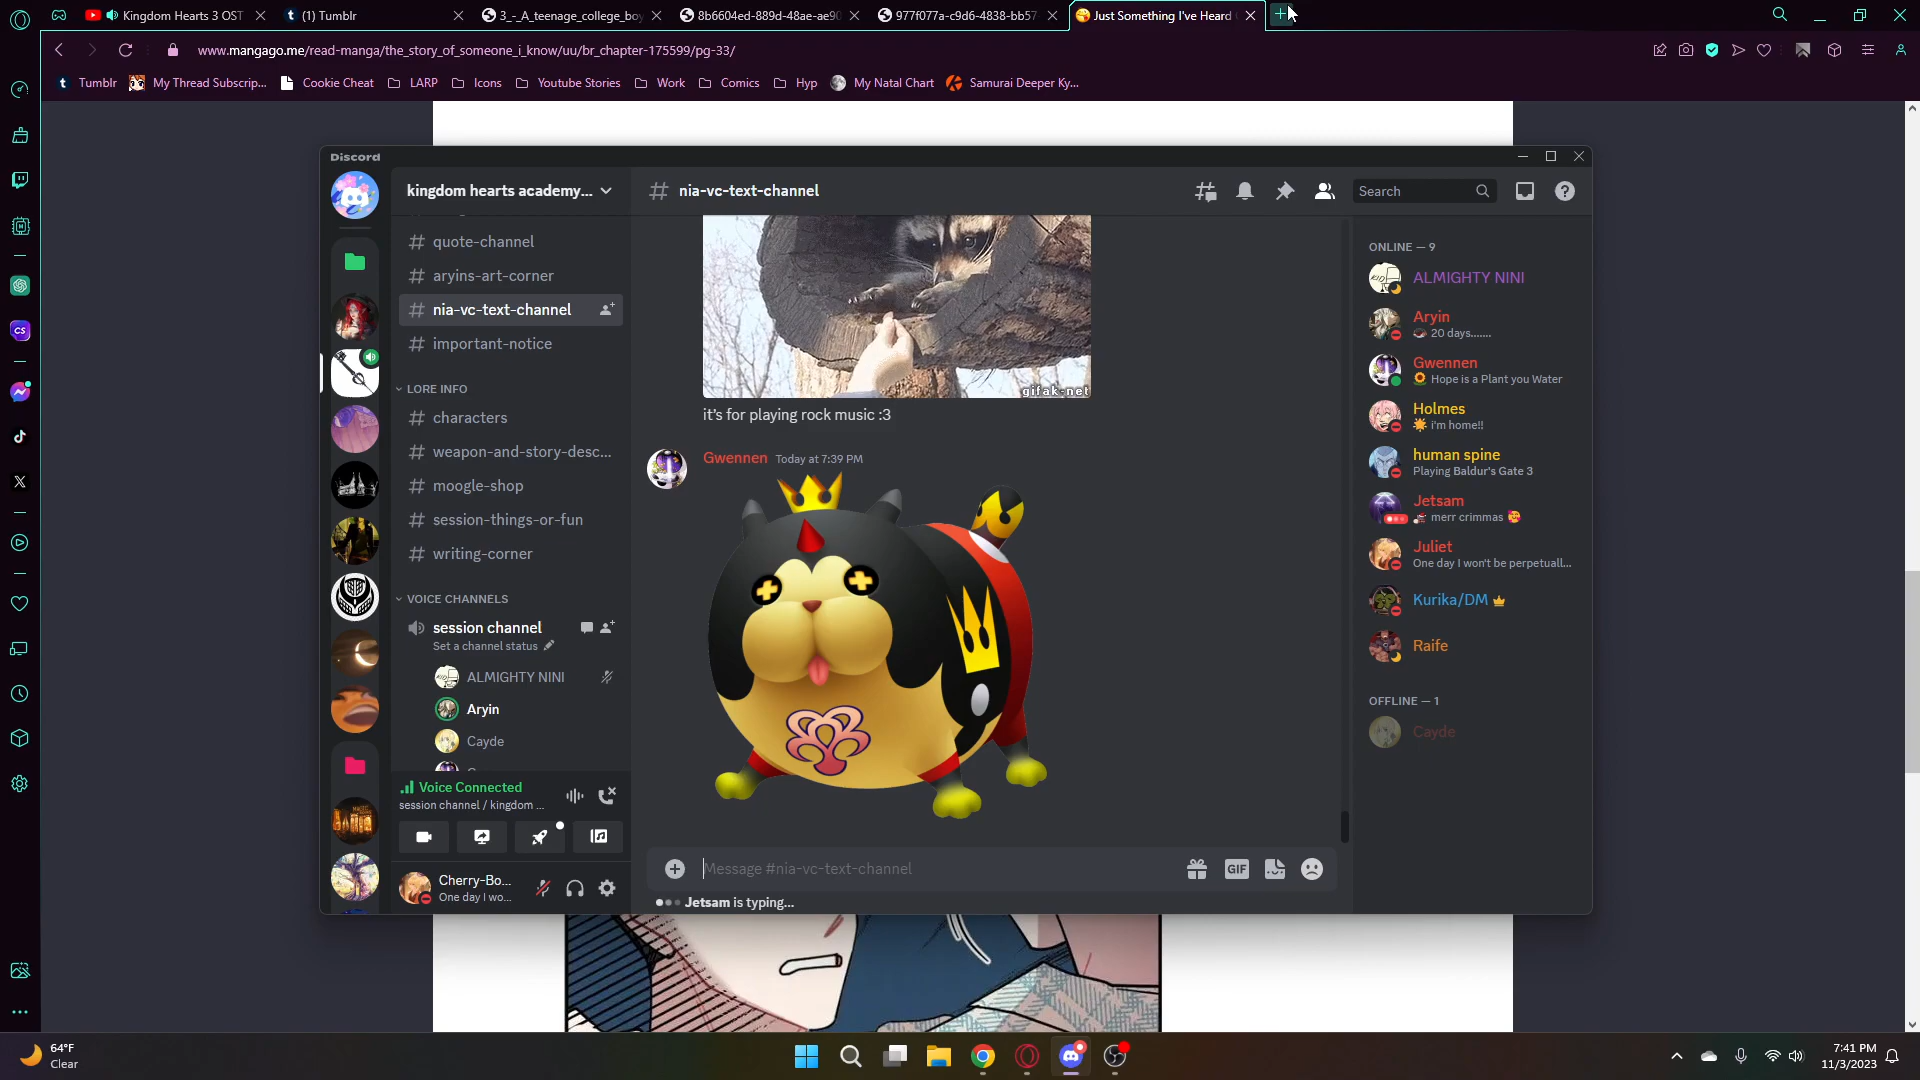 Kingdom Hearts 3 OST
(1) Tumblr
3_-_A_teenage_college_boy
8b6604ed-889d-48ae-ae90
977f077a-c9d6-4838-bb57-
Just Something I've Heard
www.mangago.me/read-manga/the_story_of_someone_i_know/uu/br_chapter-175599/pg-33/
Tumblr
My Thread Subscrip...
Cookie Cheat
LARP
Icons
Youtube Stories
Work
Comics
Hyp
My Natal Chart
Samurai Deeper Ky...
Discord
kingdom hearts academy...
# quote-channel
# aryins-art-corner
# nia-vc-text-channel
# important-notice
LORE INFO
# characters
# weapon-and-story-desc...
# moogle-shop
# session-things-or-fun
# writing-corner
VOICE CHANNELS
session channel
Set a channel status
ALMIGHTY NINI
Aryin
Cayde
Voice Connected
session channel / kingdom ...
Cherry-Bo...
One day I wo...
# nia-vc-text-channel
Search
gifak-net
it's for playing rock music :3
Gwennen Today at 7:39 PM
Message #nia-vc-text-channel
GIF
Jetsam is typing...
ONLINE — 9
ALMIGHTY NINI
Aryin
20 days.......
Gwennen
Hope is a Plant you Water
Holmes
i'm home!!
human spine
Playing Baldur's Gate 3
Jetsam
merr crimmas
Juliet
One day I won't be perpetuall...
Kurika/DM
Raife
OFFLINE — 1
Cayde
CS
64°F
Clear
7:41 PM
11/3/2023